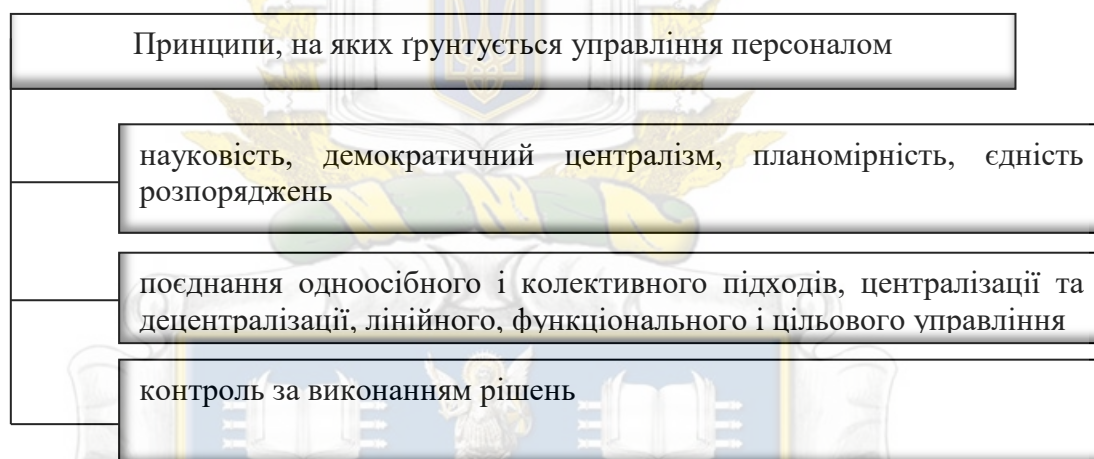 Принципи, на яких ґрунтується управління персоналом
науковість, демократичний централізм, планомірність, єдність
розпоряджень
поєднання одноосібного і колективного підходів, централізації та
децентралізації, лінійного, функціонального і цільового управління
контроль за виконанням рішень